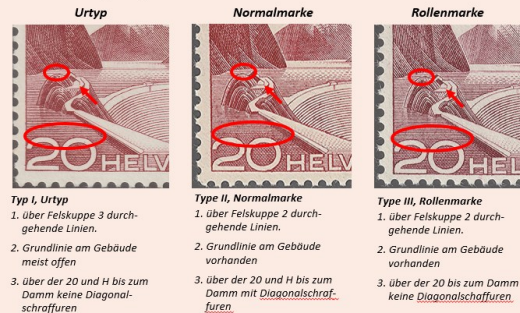 Urtyp
Normalmarke
Rollenmarke
20 HELV
20 HELV
20 HEL
Typ I, Urtyp
1. über Felskuppe 3 durch-
gehende Linien.
2. Grundlinie am Gebäude
meist offen
3. über der 20 und H bis zum
Damm keine Diagonal-
schraffuren
Type II, Normalmarke
1. über Felskuppe 2 durch-
gehende Linien.
2. Grundlinie am Gebäude
vorhanden
3. über der 20 und H bis zum
Damm mit Diagonalschraf-
furen
Type III, Rollenmarke
1. über Felskuppe 2 durch-
gehende Linien.
2. Grundlinie am Gebäude
vorhanden
3. über der 20 bis zum Damm
keine Diagonalschaffuren